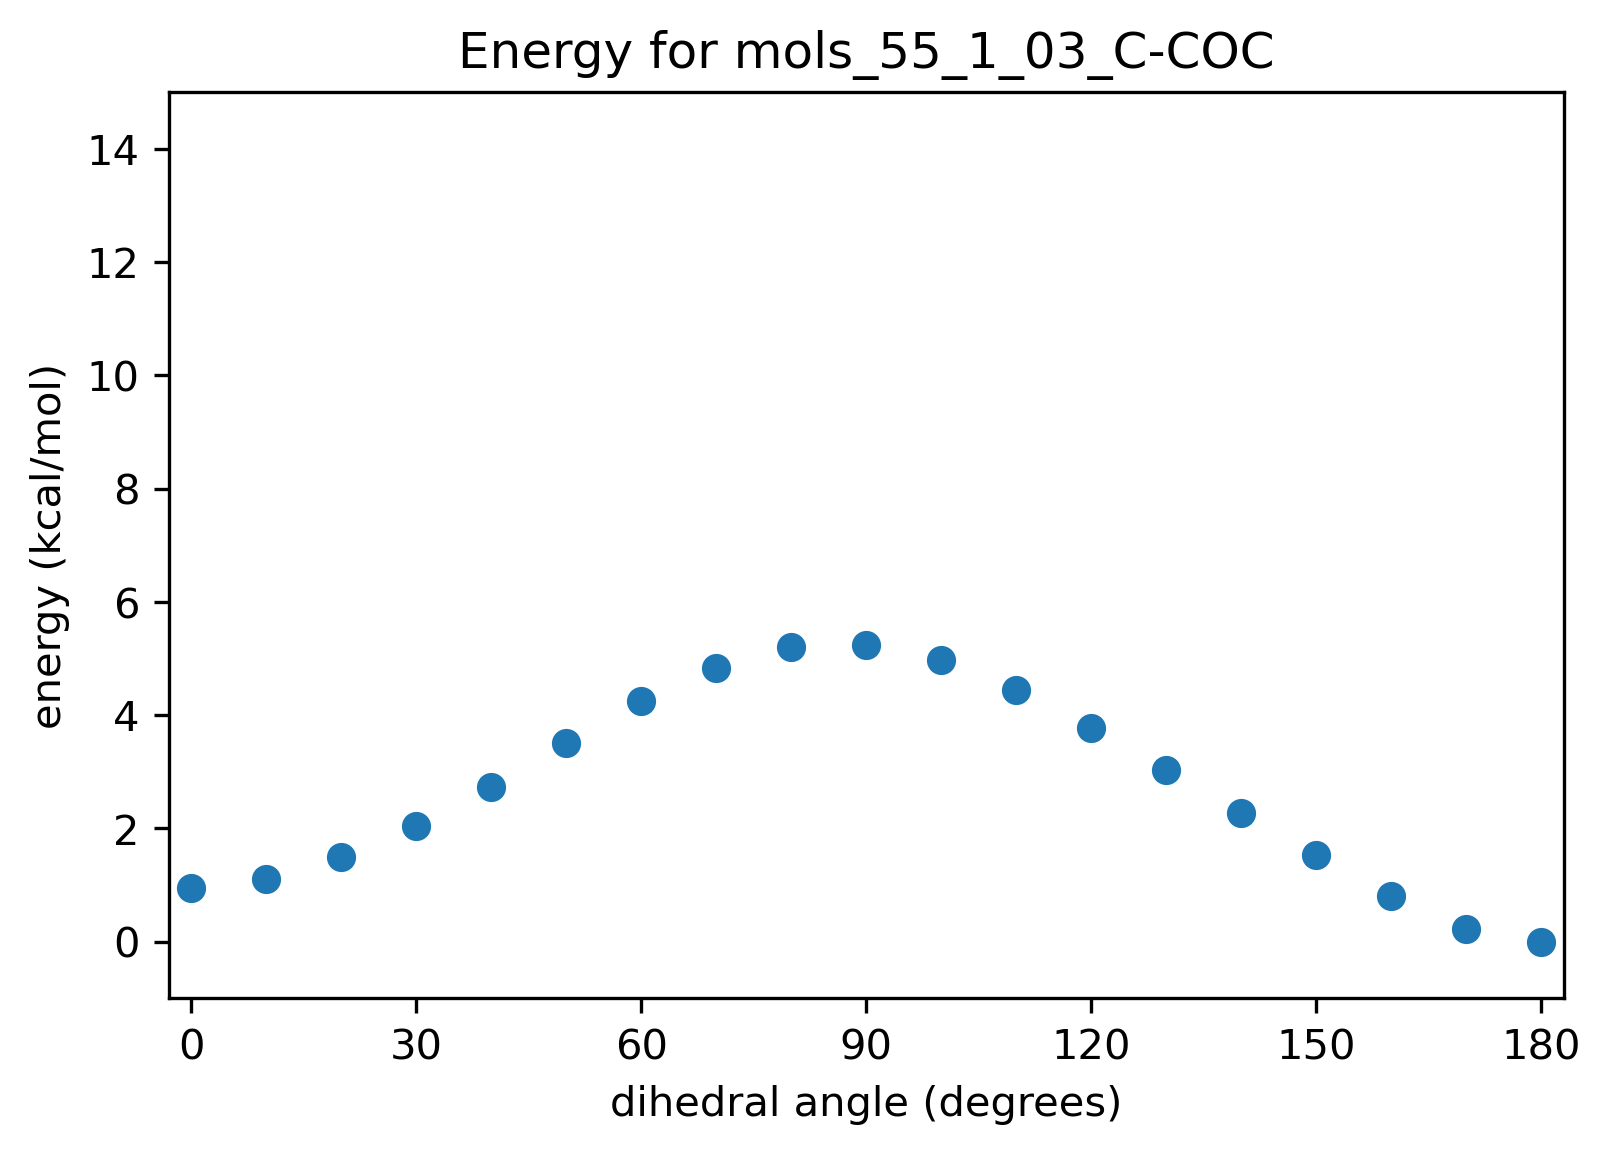 Energy for mols_55_1_03_C-COC
14
12
10
8
6
4
2
0
energy (kcal/mol)
0 30 60 90 120 150 180
dihedral angle (degrees)